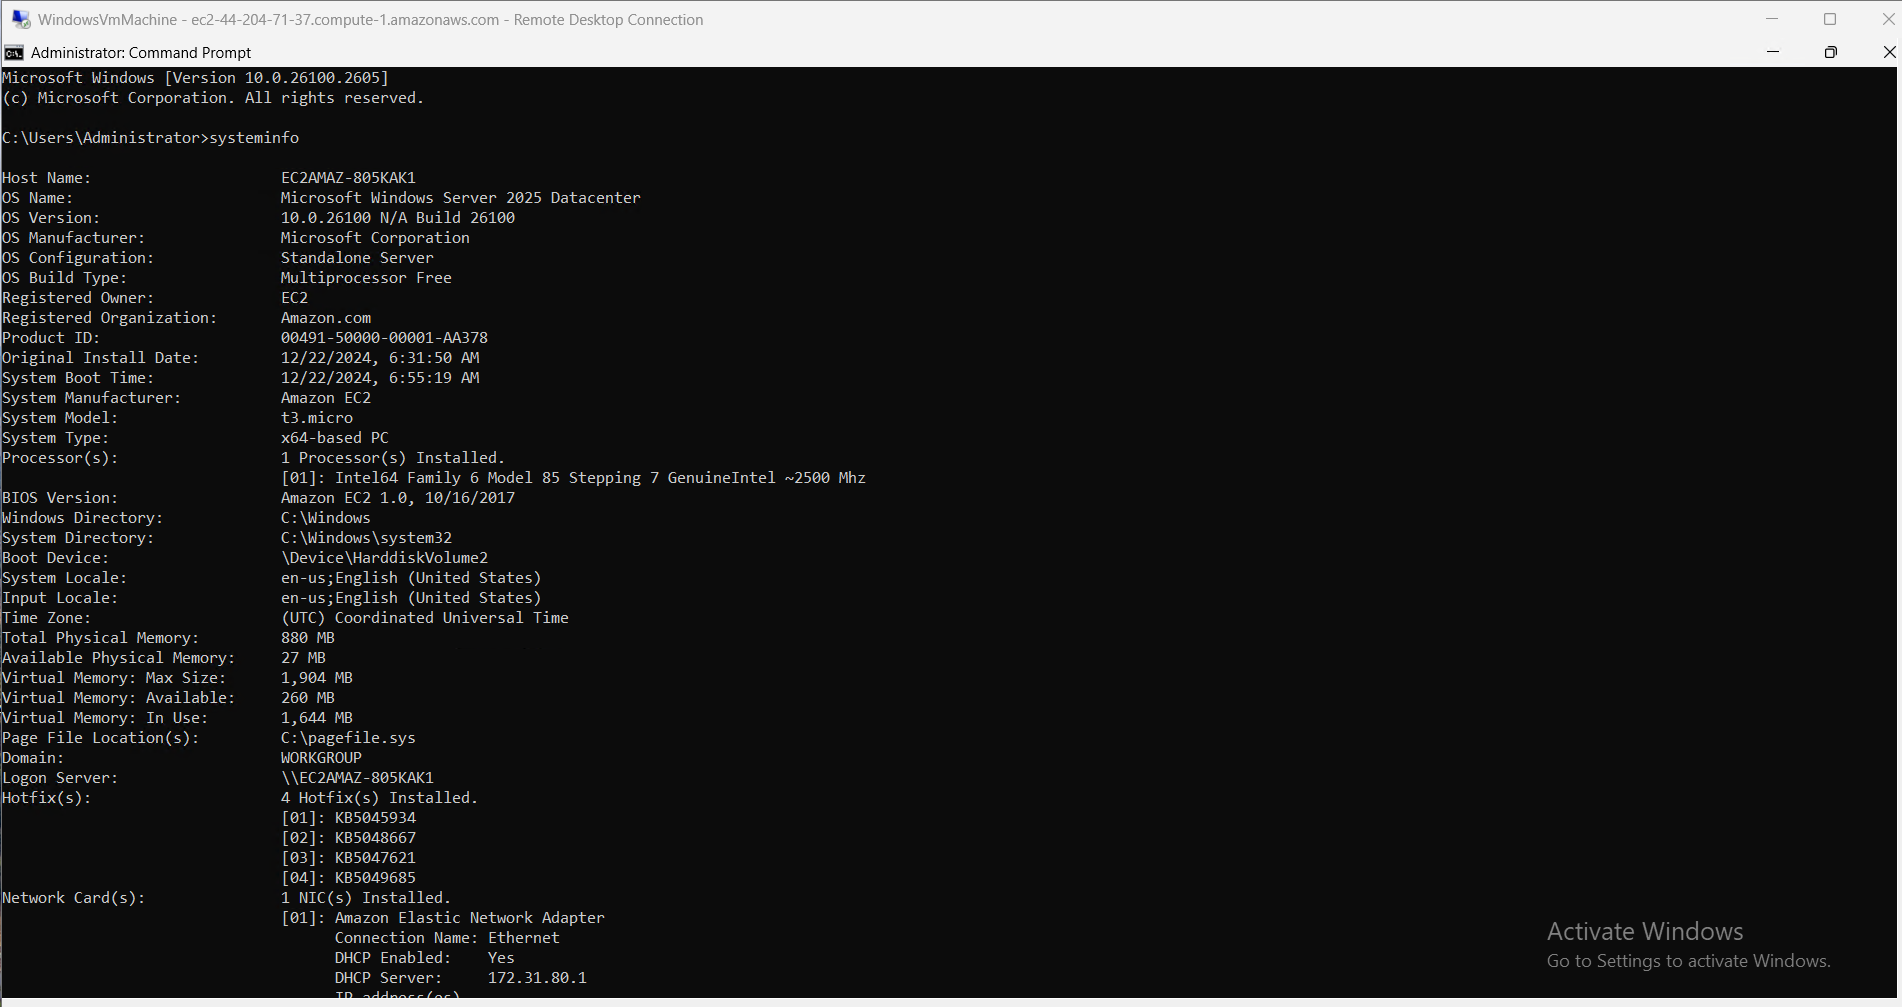 WindowsVmMachine - ec2-44-204-71-37.compute-1.amazonaws.com - Remote Desktop Connection
Administrator: Command Prompt
Microsoft Windows [Version 10.0.26100.2605]
(c) Microsoft Corporation. All rights reserved.
C:\Users\Administrator>systeminfo
Host Name: EC2AMAZ-805KAK1
OS Name: Microsoft Windows Server 2025 Datacenter
OS Version: 10.0.26100 N/A Build 26100
OS Manufacturer: Microsoft Corporation
OS Configuration: Standalone Server
OS Build Type: Multiprocessor Free
Registered Owner: EC2
Registered Organization: Amazon.com
Product ID: 00491-50000-00001-AA378
Original Install Date: 12/22/2024, 6:31:50 AM
System Boot Time: 12/22/2024, 6:55:19 AM
System Manufacturer: Amazon EC2
System Model: t3.micro
System Type: x64-based PC
Processor(s): 1 Processor(s) Installed.
[01]: Intel64 Family 6 Model 85 Stepping 7 GenuineIntel ~2500 Mhz
BIOS Version: Amazon EC2 1.0, 10/16/2017
Windows Directory: C:\Windows
System Directory: C:\Windows\system32
Boot Device: \Device\HarddiskVolume2
System Locale: en-us;English (United States)
Input Locale: en-us;English (United States)
Time Zone: (UTC) Coordinated Universal Time
Total Physical Memory: 880 MB
Available Physical Memory: 27 MB
Virtual Memory: Max Size: 1,904 MB
Virtual Memory: Available: 260 MB
Virtual Memory: In Use: 1,644 MB
Page File Location(s): C:\pagefile.sys
Domain: WORKGROUP
Logon Server: \\EC2AMAZ-805KAK1
Hotfix(s): 4 Hotfix(s) Installed.
[01]: KB5045934
[02]: KB5048667
[03]: KB5047621
[04]: KB5049685
Network Card(s): 1 NIC(s) Installed.
[01]: Amazon Elastic Network Adapter
Connection Name: Ethernet
DHCP Enabled: Yes
DHCP Server: 172.31.80.1
IP address(es)
Activate Windows
Go to Settings to activate Windows.